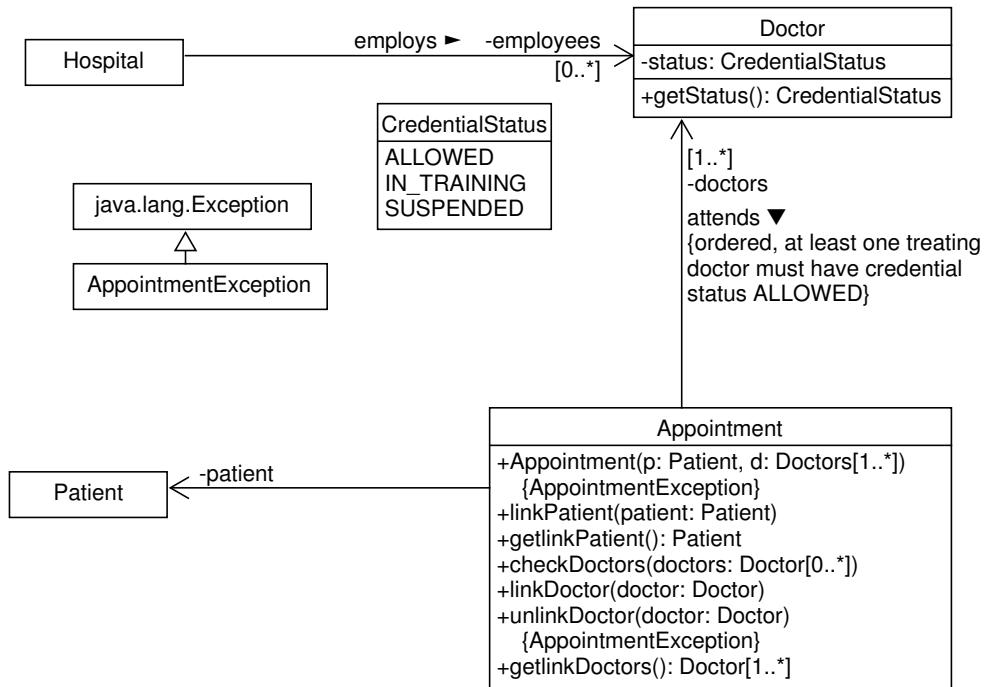 Hospital
employs ► -employees
[0..*]
Doctor
-status: CredentialStatus
+getStatus(): CredentialStatus
CredentialStatus
ALLOWED
IN_TRAINING
SUSPENDED
java.lang.Exception
AppointmentException
[1..*]
-doctors
attends ▼
{ordered, at least one treating
doctor must have credential
status ALLOWED}
Patient
-patient
Appointment
+Appointment(p: Patient, d: Doctors[1..*])
{AppointmentException}
+linkPatient(patient: Patient)
+getlinkPatient(): Patient
+checkDoctors(doctors: Doctor[0..*])
+linkDoctor(doctor: Doctor)
+unlinkDoctor(doctor: Doctor)
{AppointmentException}
+getlinkDoctors(): Doctor[1..*]